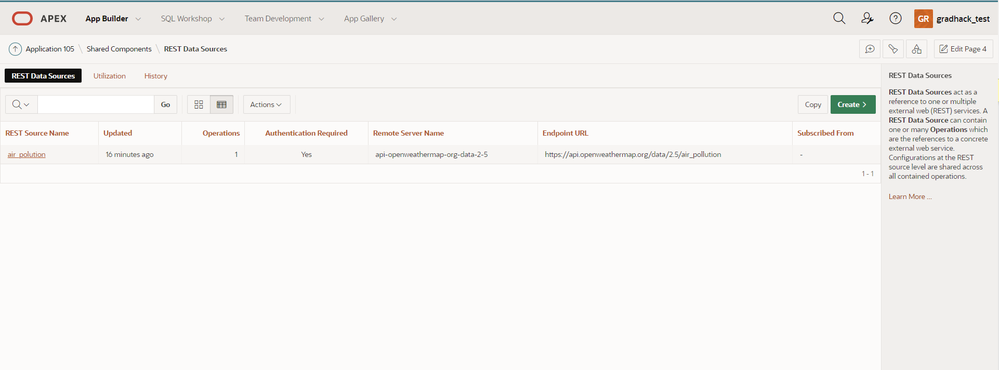 APEX App Builder SQL Workshop Team Development App Gallery GR gradhack_test
Application 105 \ Shared Components \ REST Data Sources Edit Page 4
REST Data Sources Utilization History
Go Actions Copy Create
REST Source Name Updated Operations Authentication Required Remote Server Name Endpoint URL Subscribed From
air_polution 16 minutes ago 1 Yes api-openweathermap-org-data-2-5 https://api.openweathermap.org/data/2.5/air_pollution -
1 - 1
REST Data Sources
REST Data Sources act as a
reference to one or multiple
external web (REST) services. A
REST Data Source can contain
one or many Operations which
are the references to a concrete
external web service.
Configurations at the REST
source level are shared across
all contained operations.
Learn More ...